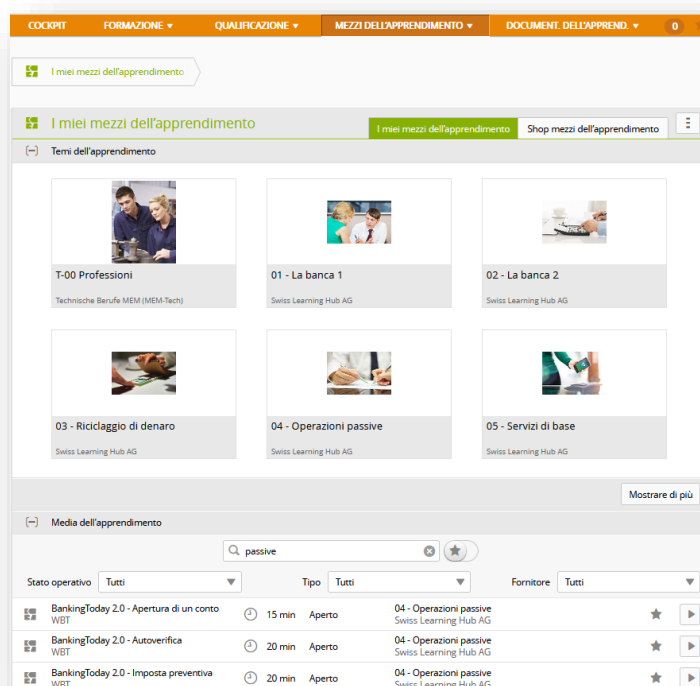 COCKPIT FORMAZIONE QUALIFICAZIONE MEZZI DELL'APPRENDIMENTO DOCUMENT. DELL'APPREND. 0
I miei mezzi dell'apprendimento
I miei mezzi dell'apprendimento I miei mezzi dell'apprendimento Shop mezzi dell'apprendimento
[–] Temi dell'apprendimento
T-00 Professioni 01 - La banca 1 02 - La banca 2
Technische Berufe MEM (MEM-Tech) Swiss Learning Hub AG Swiss Learning Hub AG
03 - Riciclaggio di denaro 04 - Operazioni passive 05 - Servizi di base
Swiss Learning Hub AG Swiss Learning Hub AG Swiss Learning Hub AG
Mostrare di più
[–] Media dell'apprendimento
passive
Stato operativo Tutti Tipo Tutti Fornitore Tutti
BankingToday 2.0 - Apertura di un conto 15 min Aperto 04 - Operazioni passive
WBT Swiss Learning Hub AG
BankingToday 2.0 - Autoverifica 20 min Aperto 04 - Operazioni passive
WBT Swiss Learning Hub AG
BankingToday 2.0 - Imposta preventiva 20 min Aperto 04 - Operazioni passive
WBT Swiss Learning Hub AG